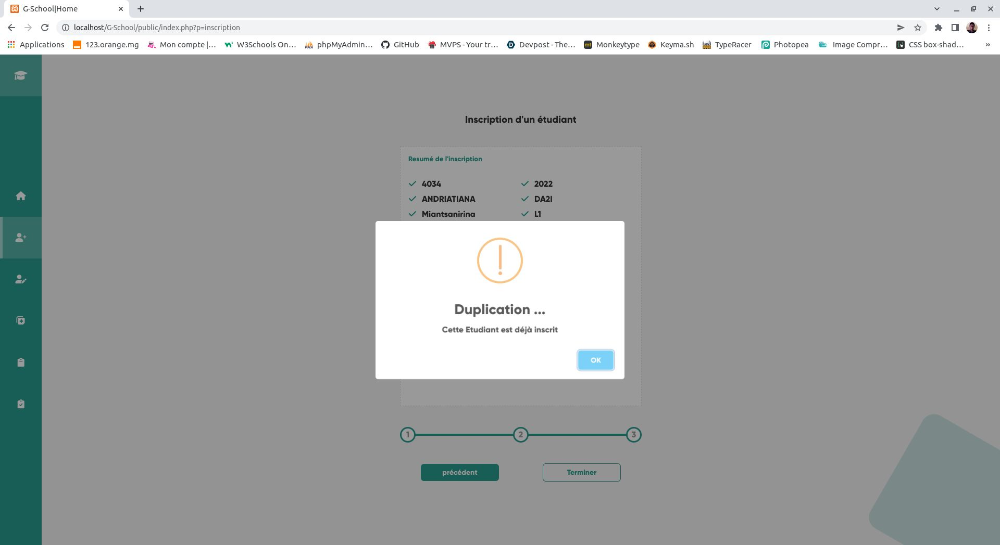 G-School|Home
localhost/G-School/public/index.php?p=inscription
Applications
123.orange.mg
Mon compte |...
W3Schools On...
PMA
phpMyAdmin...
GitHub
MVPS - Your tr...
Devpost - The...
mt
Monkeytype
Keyma.sh
TypeRacer
Photopea
Image Compr...
CSS box-shad...
»
Inscription d'un étudiant
Resumé de l'inscription
4034
2022
ANDRIATIANA
DA2I
Miantsanirina
L1
Duplication ...
Cette Etudiant est déjà inscrit
OK
1
2
3
précédent
Terminer